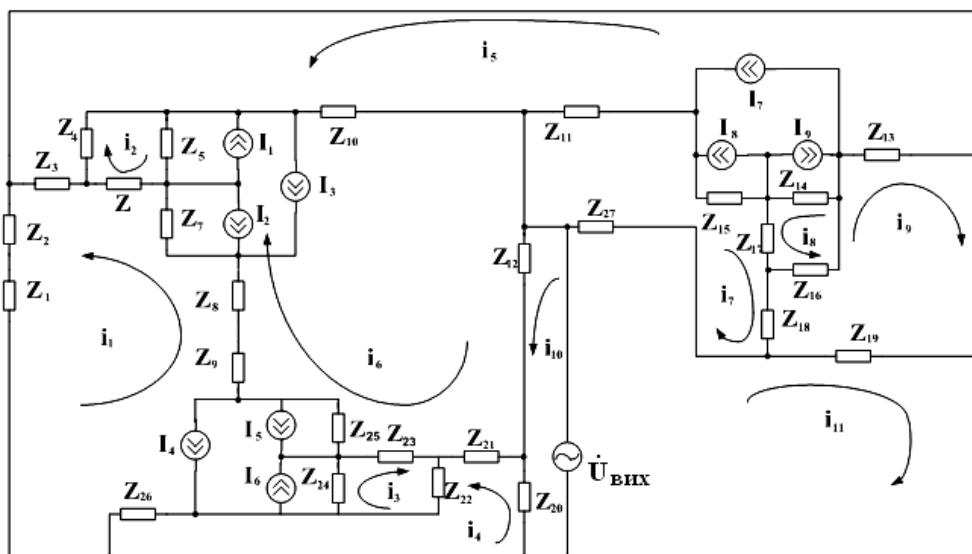 i₅
I₇
Z₄ i₂ Z₅ I₁ Z₁₀ Z₁₁ I₈ I₉ Z₁₃
Z₃ Z I₃
Z₇ I₂ Z₂₇ Z₁₅ Z₁₄
Z₂ Z₁₂ Z₁₇ i₈ i₉
Z₁ Z₈ Z₁₆
i₁ i₇ Z₁₈
Z₉ i₆ i₁₀ Z₁₉
i₁₁
I₄ I₅ Z₂₅ Z₂₃ Z₂₁
I₆ Z₂₄ i₃ Z₂₂ U̇вих
Z₂₆ i₄ Z₂₀